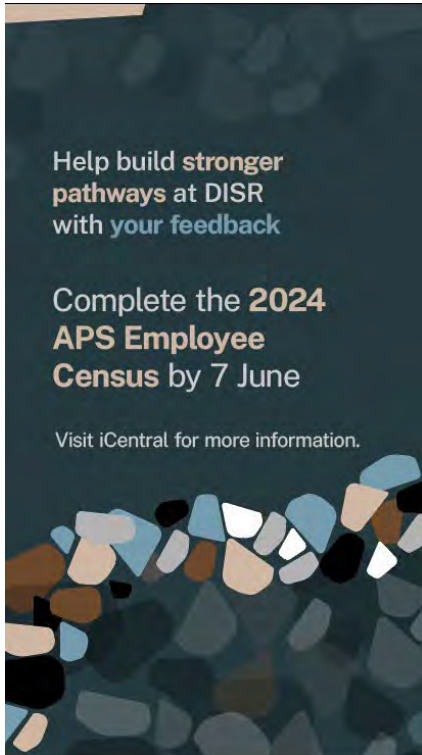 Help build stronger
pathways at DISR
with your feedback
Complete the 2024
APS Employee
Census by 7 June
Visit iCentral for more information.